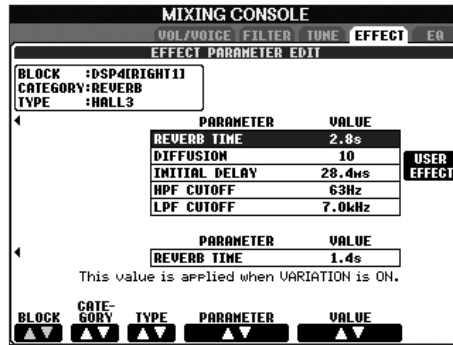 MIXING CONSOLE
VOL/VOICE FILTER TUNE EFFECT EQ
EFFECT PARAMETER EDIT
BLOCK :DSP4[RIGHT1]
CATEGORY:REVERB
TYPE :HALL3
PARAMETER VALUE
REVERB TIME 2.8s
DIFFUSION 10
INITIAL DELAY 28.4ms
HPF CUTOFF 63Hz
LPF CUTOFF 7.0kHz
USER
EFFECT
PARAMETER VALUE
REVERB TIME 1.4s
This value is applied when VARIATION is ON.
BLOCK CATE-
GORY TYPE PARAMETER VALUE